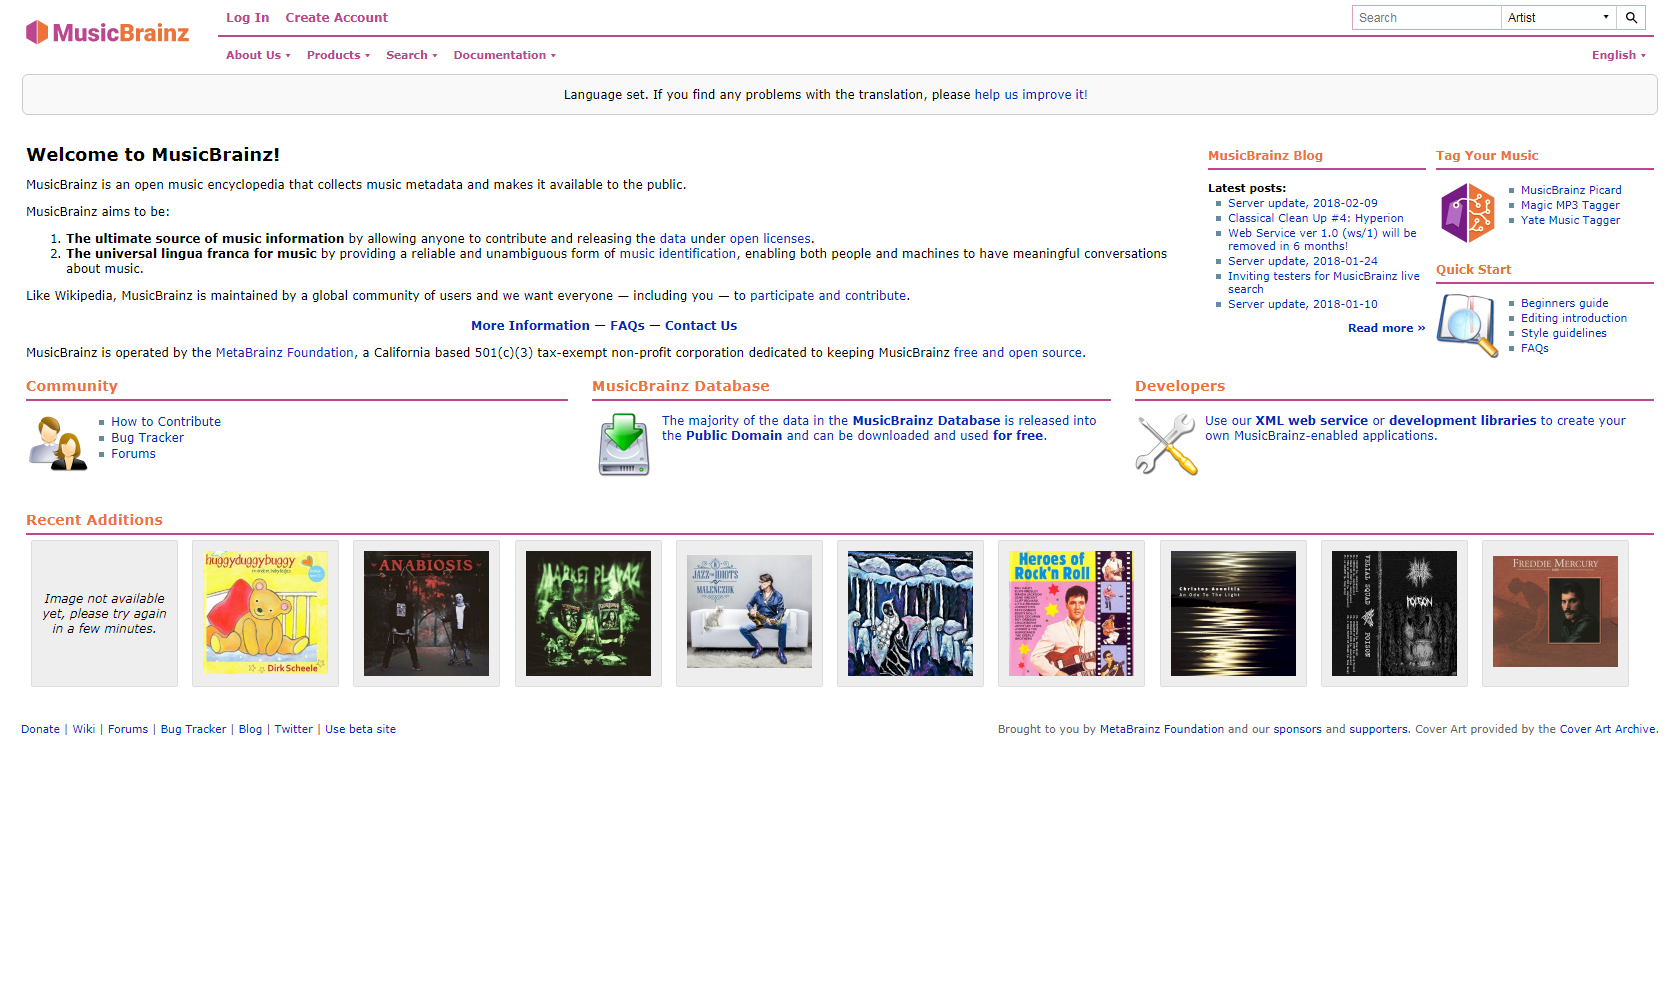 MusicBrainz
Log In Create Account
Search Artist
About Us Products Search Documentation
English
Language set. If you find any problems with the translation, please help us improve it!
Welcome to MusicBrainz!
MusicBrainz is an open music encyclopedia that collects music metadata and makes it available to the public.
MusicBrainz aims to be:
1. The ultimate source of music information by allowing anyone to contribute and releasing the data under open licenses.
2. The universal lingua franca for music by providing a reliable and unambiguous form of music identification, enabling both people and machines to have meaningful conversations
about music.
Like Wikipedia, MusicBrainz is maintained by a global community of users and we want everyone — including you — to participate and contribute.
More Information — FAQs — Contact Us
MusicBrainz is operated by the MetaBrainz Foundation, a California based 501(c)(3) tax-exempt non-profit corporation dedicated to keeping MusicBrainz free and open source.
MusicBrainz Blog
Latest posts:
Server update, 2018-02-09
Classical Clean Up #4: Hyperion
Web Service ver 1.0 (ws/1) will be
removed in 6 months!
Server update, 2018-01-24
Inviting testers for MusicBrainz live
search
Server update, 2018-01-10
Read more »
Tag Your Music
MusicBrainz Picard
Magic MP3 Tagger
Yate Music Tagger
Quick Start
Beginners guide
Editing introduction
Style guidelines
FAQs
Community
How to Contribute
Bug Tracker
Forums
MusicBrainz Database
The majority of the data in the MusicBrainz Database is released into
the Public Domain and can be downloaded and used for free.
Developers
Use our XML web service or development libraries to create your
own MusicBrainz-enabled applications.
Recent Additions
Image not available
yet, please try again
in a few minutes.
huggyduggybuggy
Dirk Scheele
ANABIOSIS
MARKET PLAYAZ
JAZZ FOR IDIOTS
MALEŃCZUK
Heroes of
Rock'n Roll
Christos Aonoltis
An Ode To The Light
FERAL SQUAD POISON
POISON
FREDDIE MERCURY
Donate | Wiki | Forums | Bug Tracker | Blog | Twitter | Use beta site
Brought to you by MetaBrainz Foundation and our sponsors and supporters. Cover Art provided by the Cover Art Archive.